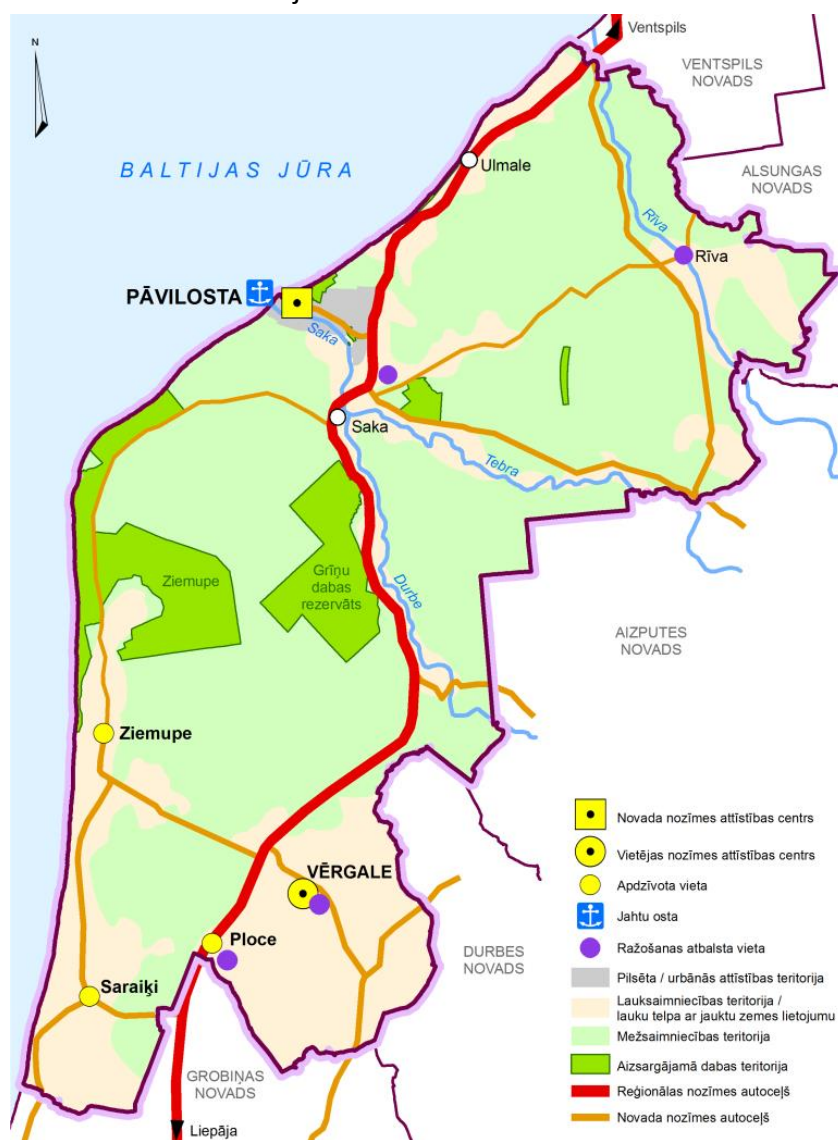 N
Ventspils
VENTSPILS
NOVADS
BALTIJAS JŪRA
Ulmale
ALSUNGAS
NOVADS
Rīva
Rīva
PĀVILOSTA
Saka
Saka
Tebra
Grīņu
dabas
rezervāts
Ziemupe
Durbe
AIZPUTES
NOVADS
Ziemupe
VĒRGALE
Ploce
Saraiķi
DURBES
NOVADS
GROBIŅAS
NOVADS
Liepāja
Novada nozīmes attīstības centrs
Vietējas nozīmes attīstības centrs
Apdzīvota vieta
Jahtu osta
Ražošanas atbalsta vieta
Pilsēta / urbānās attīstības teritorija
Lauksaimniecības teritorija /
lauku telpa ar jauktu zemes lietojumu
Mežsaimniecības teritorija
Aizsargājamā dabas teritorija
Reģionālas nozīmes autoceļš
Novada nozīmes autoceļš